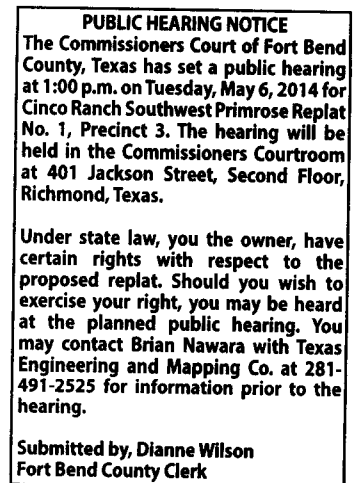 PUBLIC HEARING NOTICE
The Commissioners Court of Fort Bend
County, Texas has set a public hearing
at 1:00 p.m. on Tuesday, May 6, 2014 for
Cinco Ranch Southwest Primrose Replat
No. 1, Precinct 3. The hearing will be
held in the Commissioners Courtroom
at 401 Jackson Street, Second Floor,
Richmond, Texas.

Under state law, you the owner, have
certain rights with respect to the
proposed replat. Should you wish to
exercise your right, you may be heard
at the planned public hearing. You
may contact Brian Nawara with Texas
Engineering and Mapping Co. at 281-
491-2525 for information prior to the
hearing.

Submitted by, Dianne Wilson
Fort Bend County Clerk